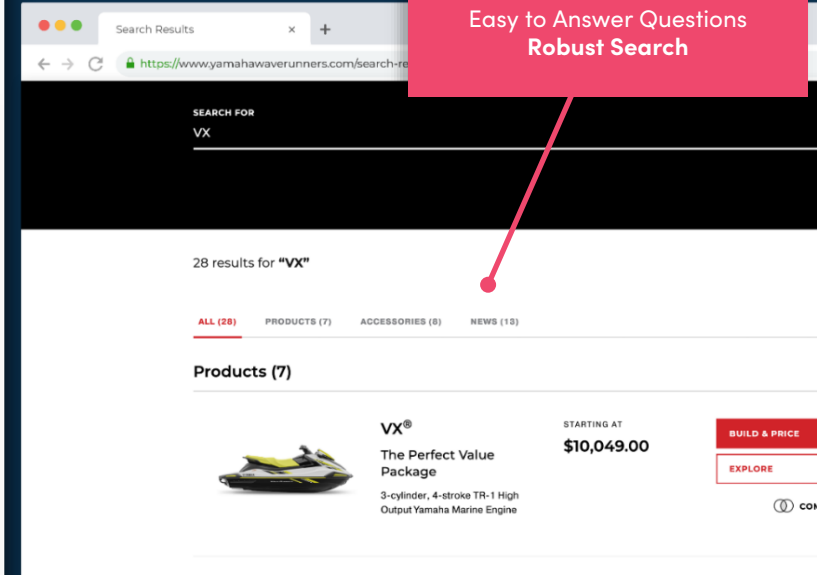 Easy to Answer Questions
Robust Search
Search Results
https://www.yamahawaverunners.com/search-re
SEARCH FOR
VX
28 results for “VX”
ALL (28) PRODUCTS (7) ACCESSORIES (8) NEWS (13)
Products (7)
VX®
The Perfect Value
Package
3-cylinder, 4-stroke TR-1 High
Output Yamaha Marine Engine
STARTING AT
$10,049.00
BUILD & PRICE
EXPLORE
COM